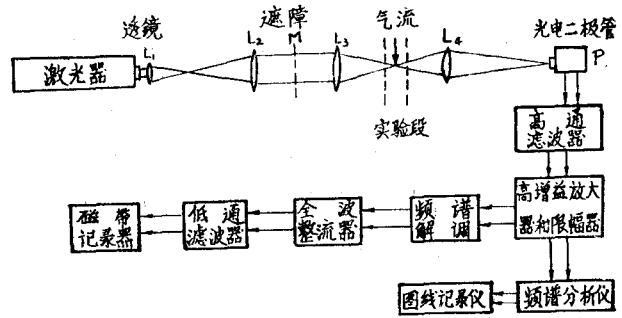 透镜
L₁
激光器
L₂
遮障
M
L₃
气流
实验段
L₄
光电二极管
P.
高通
滤波器
高增益放大
器和限幅器
频谱
解调
全波
整流器
低通
滤波器
磁带
记录器
频谱分析仪
图线记录仪